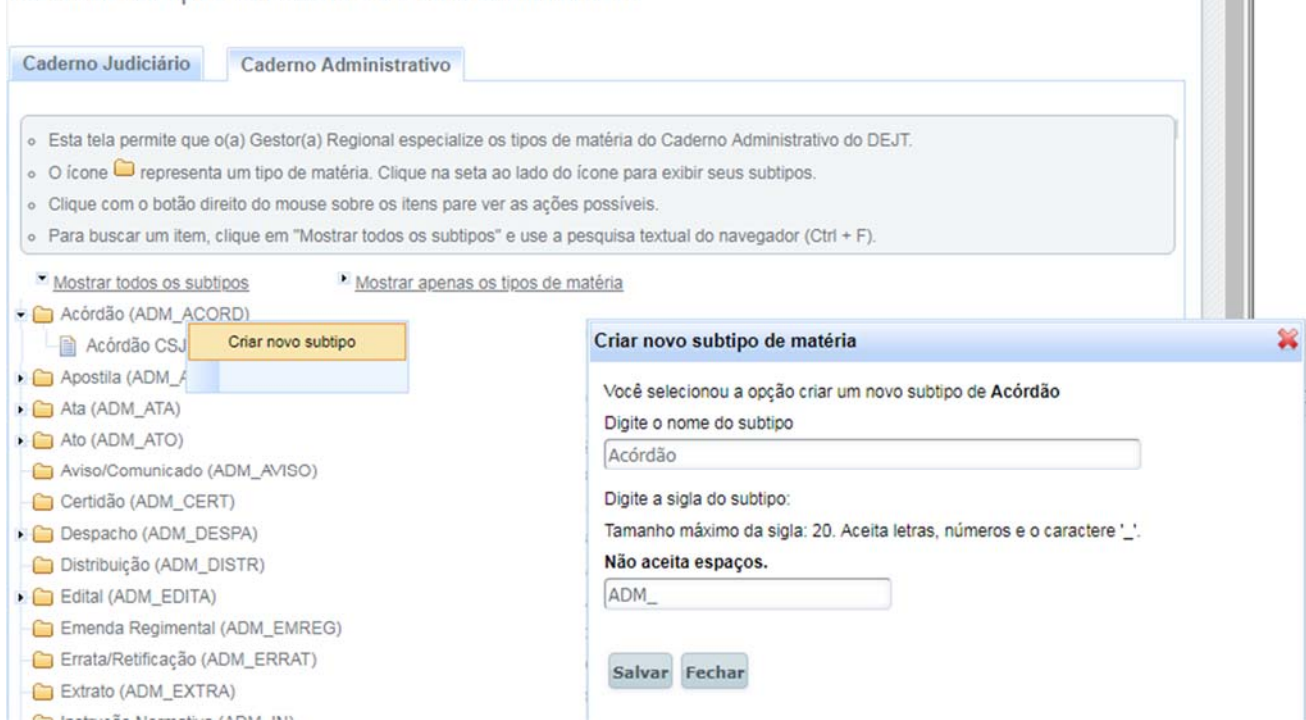 Caderno Judiciário
Caderno Administrativo
Esta tela permite que o(a) Gestor(a) Regional especialize os tipos de matéria do Caderno Administrativo do DEJT.
O ícone representa um tipo de matéria. Clique na seta ao lado do ícone para exibir seus subtipos.
Clique com o botão direito do mouse sobre os itens pare ver as ações possíveis.
Para buscar um item, clique em "Mostrar todos os subtipos" e use a pesquisa textual do navegador (Ctrl + F).
Mostrar todos os subtipos
Mostrar apenas os tipos de matéria
Acórdão (ADM_ACORD)
Acórdão CSJ
Criar novo subtipo
Apostila (ADM_A
Ata (ADM_ATA)
Ato (ADM_ATO)
Aviso/Comunicado (ADM_AVISO)
Certidão (ADM_CERT)
Despacho (ADM_DESPA)
Distribuição (ADM_DISTR)
Edital (ADM_EDITA)
Emenda Regimental (ADM_EMREG)
Errata/Retificação (ADM_ERRAT)
Extrato (ADM_EXTRA)
Instrução Normativa (ADM_IN)
Criar novo subtipo de matéria
Você selecionou a opção criar um novo subtipo de Acórdão
Digite o nome do subtipo
Acórdão
Digite a sigla do subtipo:
Tamanho máximo da sigla: 20. Aceita letras, números e o caractere '_'.
Não aceita espaços.
ADM_
Salvar
Fechar